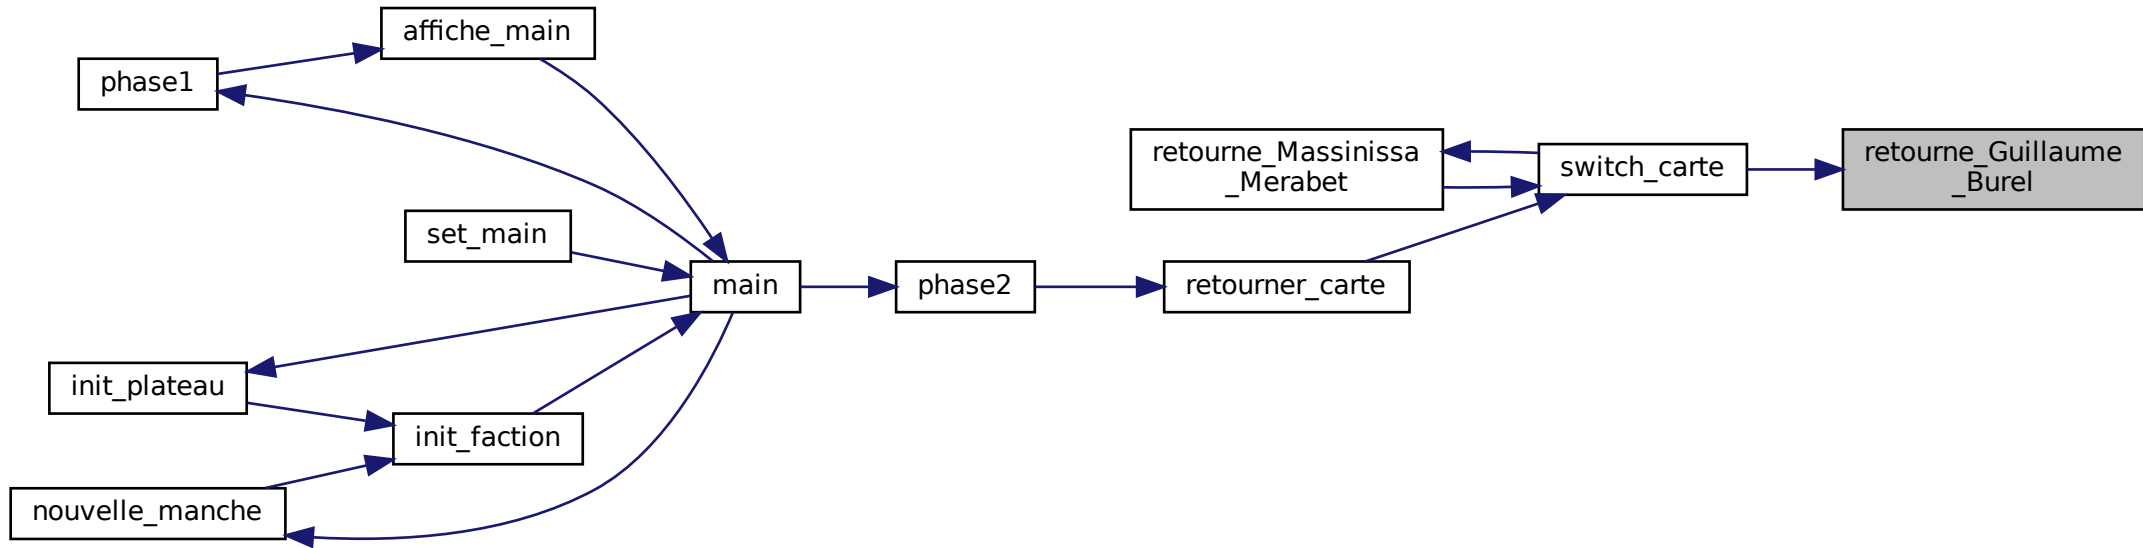 affiche_main
phase1
retourne_Massinissa
_Merabet
switch_carte
retourne_Guillaume
_Burel
set_main
main
phase2
retourner_carte
init_plateau
init_faction
nouvelle_manche